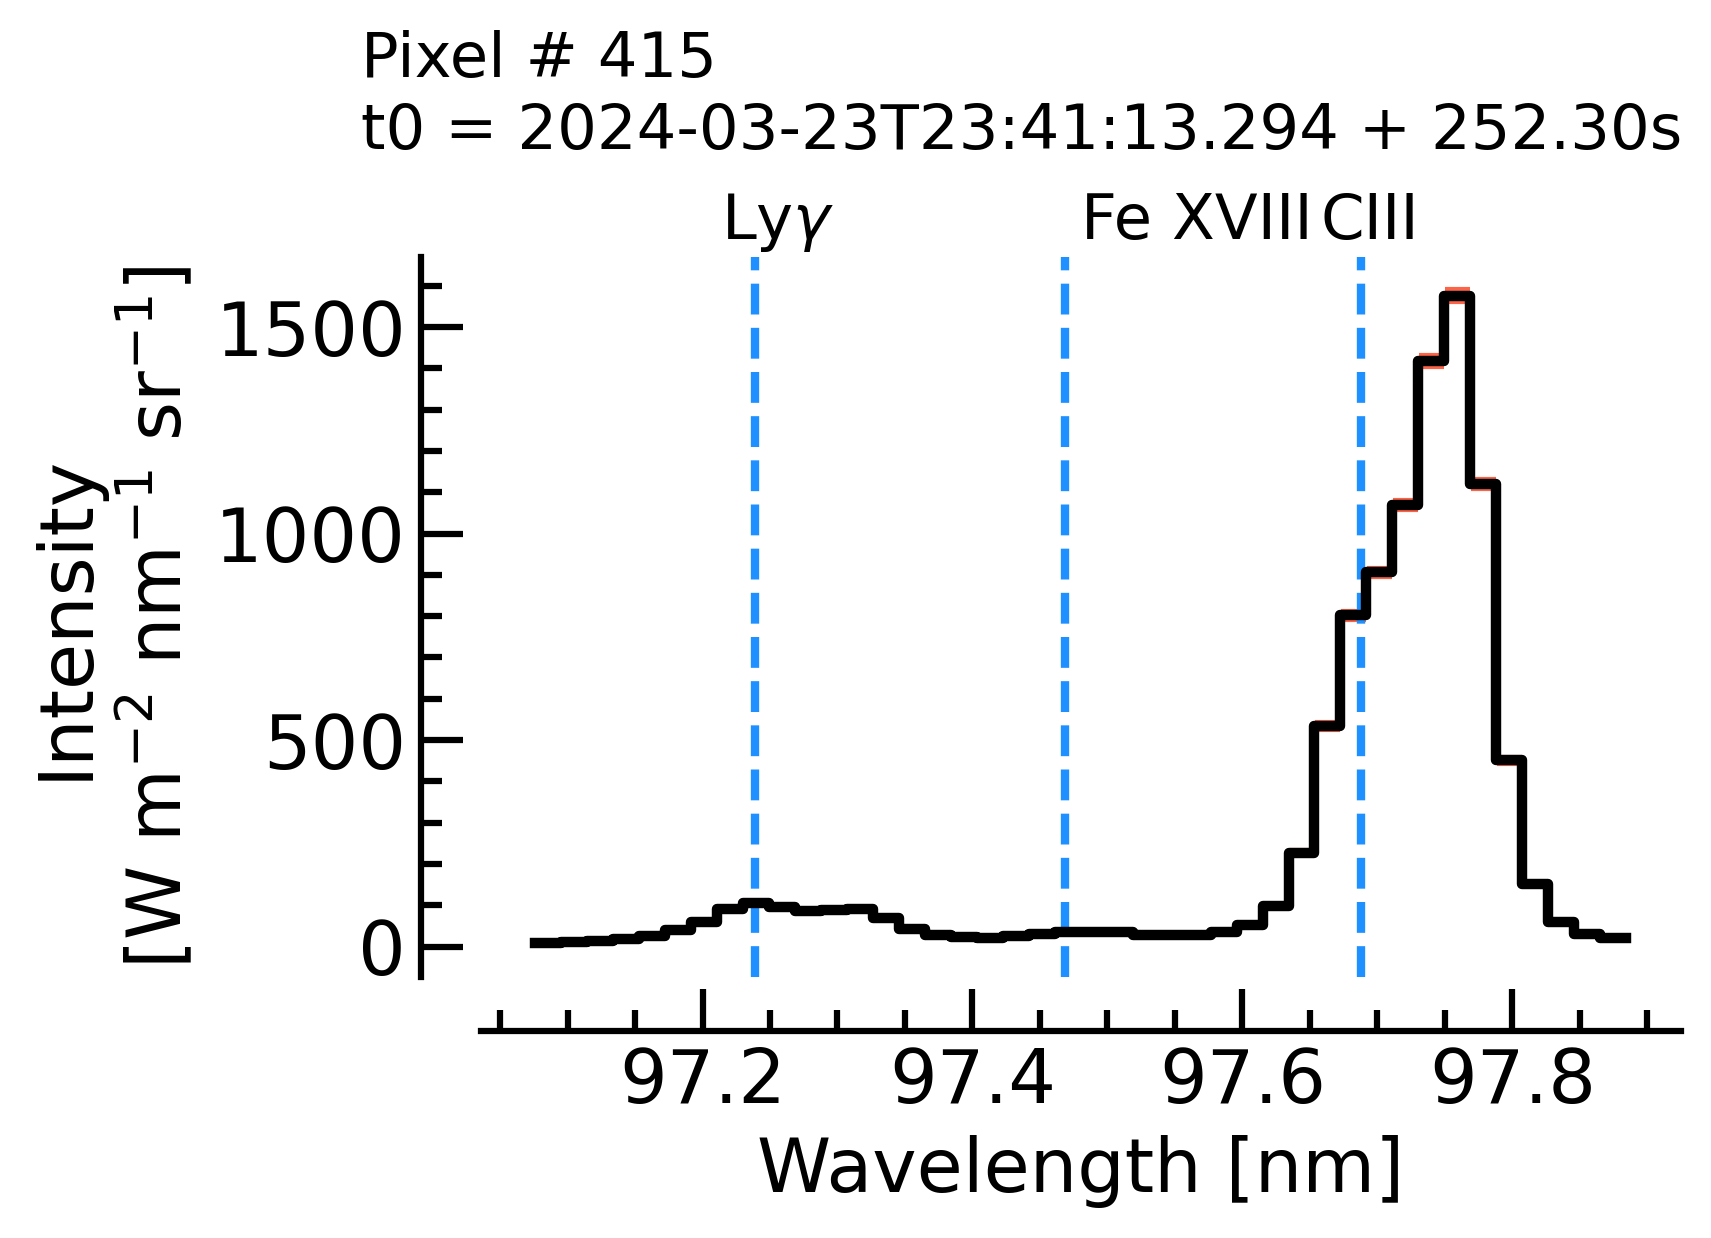 Pixel # 415
t0 = 2024-03-23T23:41:13.294 + 252.30s
Lyγ Fe XVIII CIII
Intensity
[W m⁻² nm⁻¹ sr⁻¹]
1500
1000
500
0
97.2 97.4 97.6 97.8
Wavelength [nm]